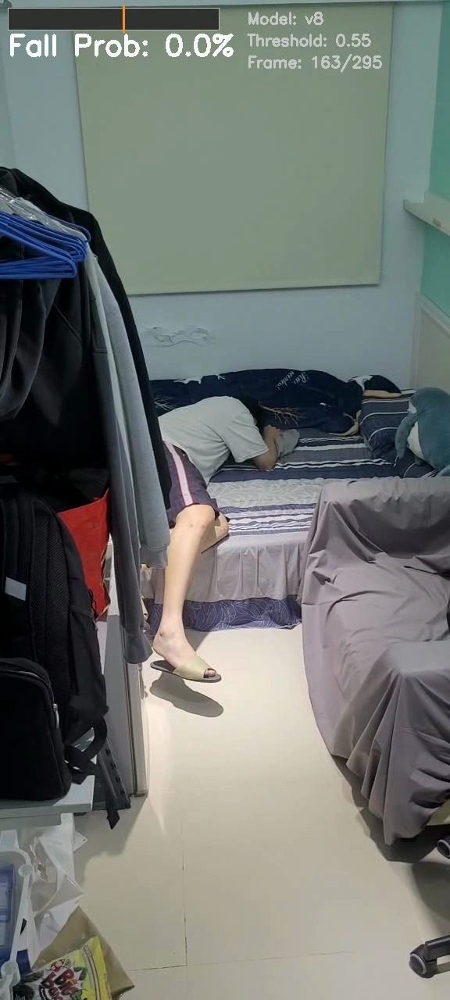 Fall Prob: 0.0%
Model: v8
Threshold: 0.55
Frame: 163/295